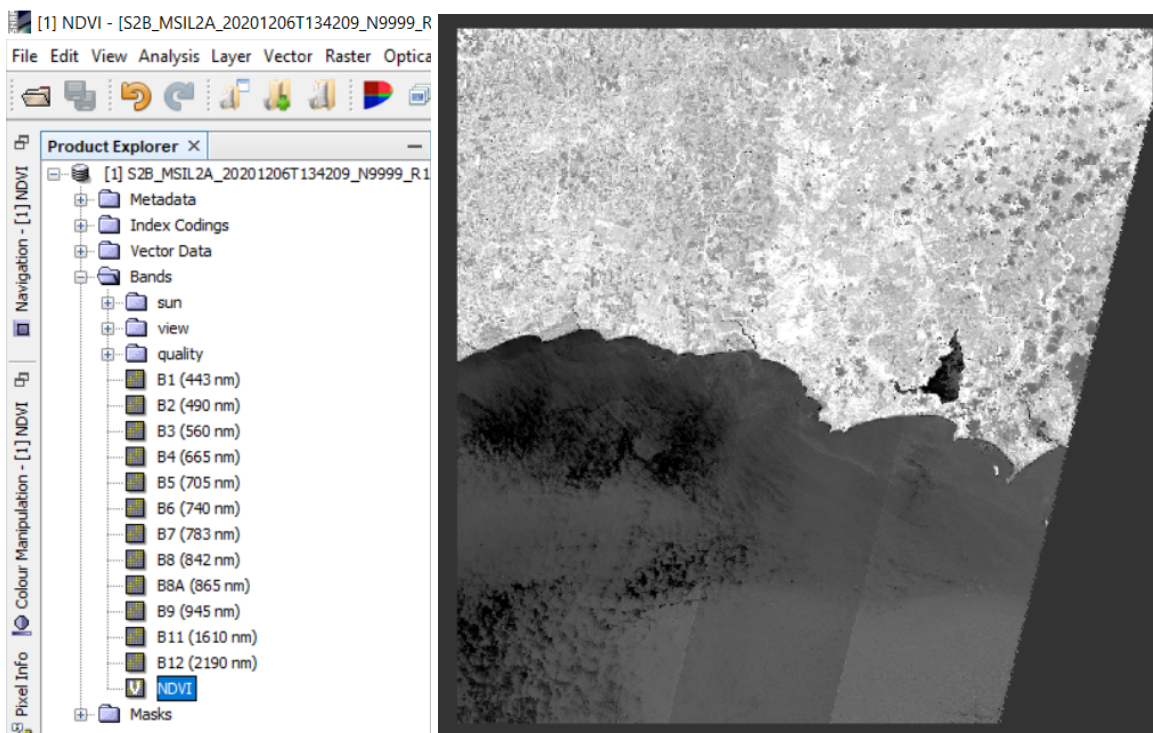 [1] NDVI - [S2B_MSIL2A_20201206T134209_N9999_R
File Edit View Analysis Layer Vector Raster Optica
Product Explorer
[1] S2B_MSIL2A_20201206T134209_N9999_R1
Metadata
Index Codings
Vector Data
Bands
sun
view
quality
B1 (443 nm)
B2 (490 nm)
B3 (560 nm)
B4 (665 nm)
B5 (705 nm)
B6 (740 nm)
B7 (783 nm)
B8 (842 nm)
B8A (865 nm)
B9 (945 nm)
B11 (1610 nm)
B12 (2190 nm)
NDVI
Masks
Navigation - [1] NDVI
Colour Manipulation - [1] NDVI
Pixel Info